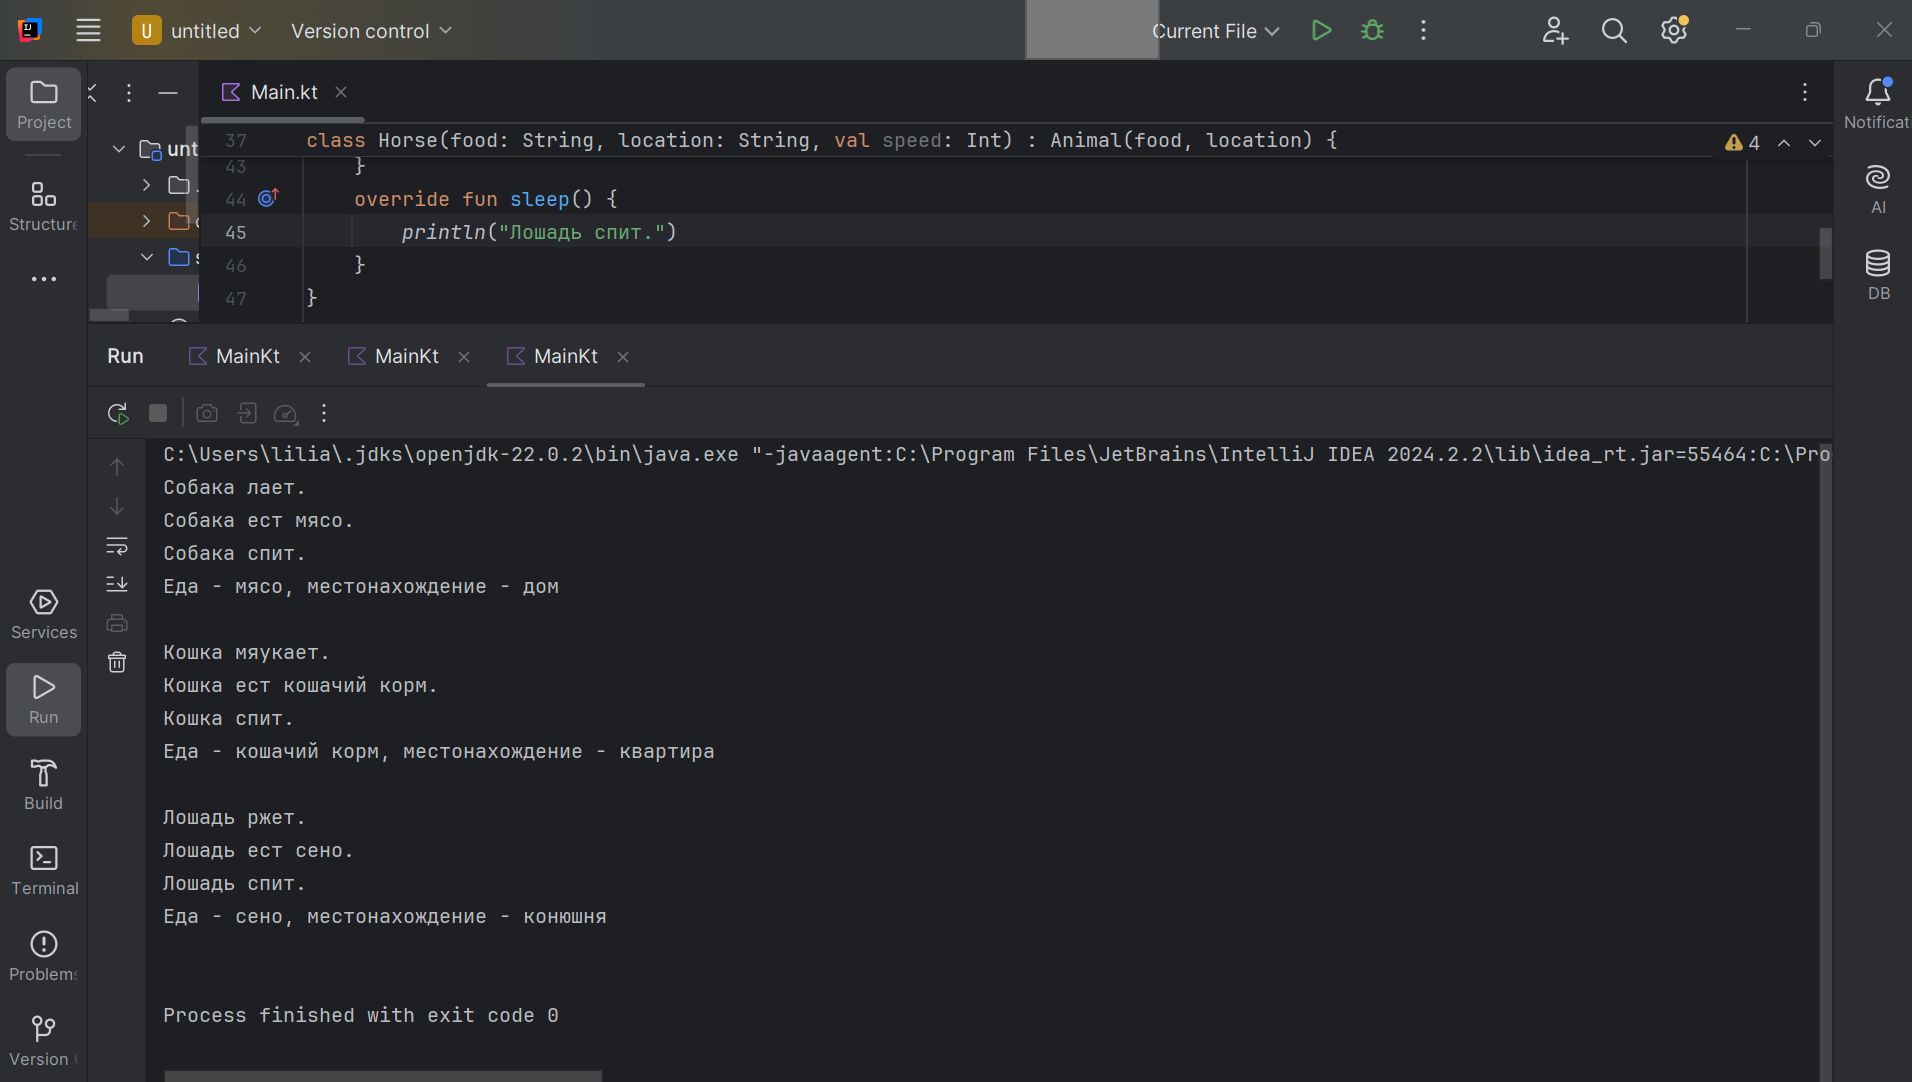 U untitled Version control Current File
Project
Main.kt
Notificat
unt
37 class Horse(food: String, location: String, val speed: Int) : Animal(food, location) { 4
43 }
44 override fun sleep() {
45 println("Лошадь спит.")
46 }
47 }
Structure
AI
DB
Run MainKt MainKt MainKt
C:\Users\lilia\.jdks\openjdk-22.0.2\bin\java.exe "-javaagent:C:\Program Files\JetBrains\IntelliJ IDEA 2024.2.2\lib\idea_rt.jar=55464:C:\Pro
Собака лает.
Собака ест мясо.
Собака спит.
Еда - мясо, местонахождение - дом
Кошка мяукает.
Кошка ест кошачий корм.
Кошка спит.
Еда - кошачий корм, местонахождение - квартира
Лошадь ржет.
Лошадь ест сено.
Лошадь спит.
Еда - сено, местонахождение - конюшня
Process finished with exit code 0
Services
Run
Build
Terminal
Problems
Version